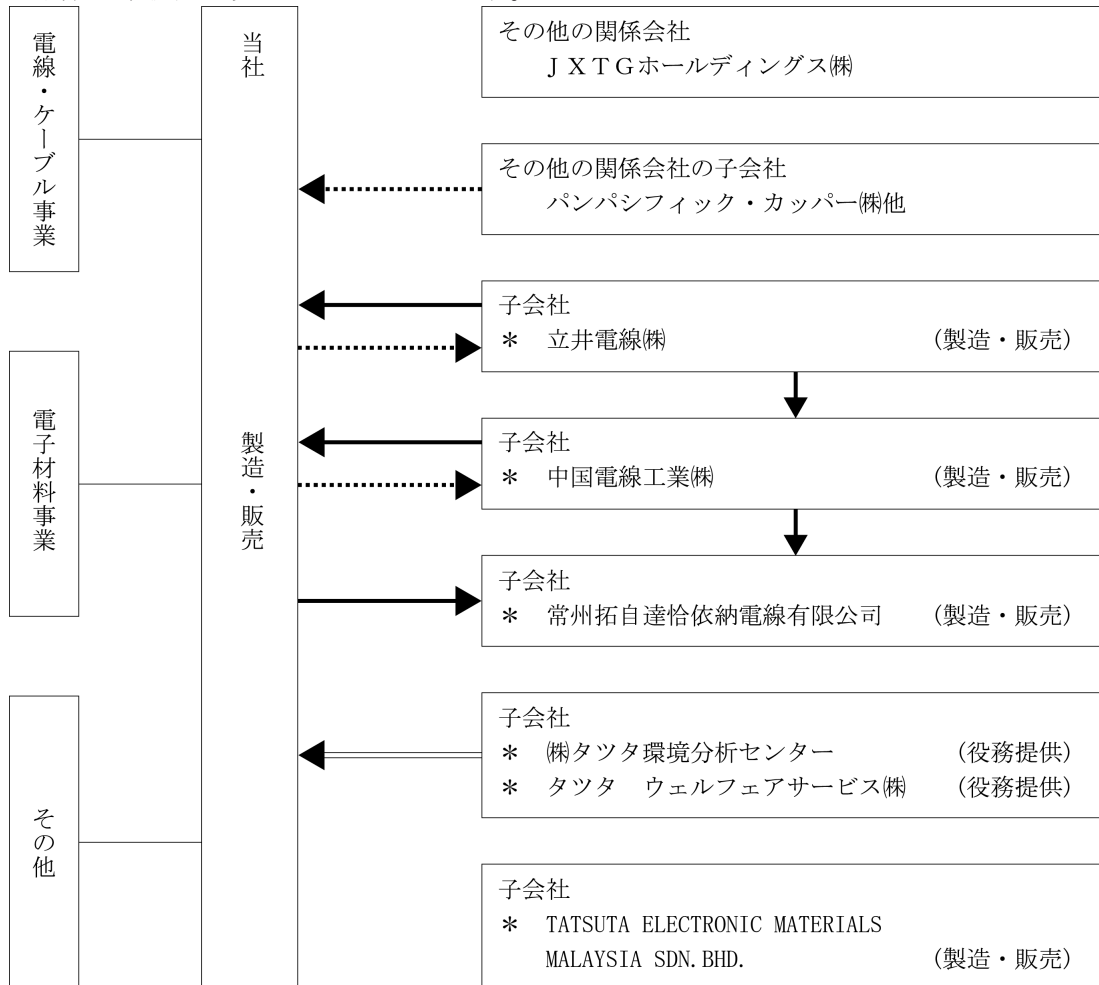 電線・ケーブル事業
電子材料事業
その他
当社
製造・販売
その他の関係会社
ＪＸＴＧホールディングス㈱
その他の関係会社の子会社
パンパシフィック・カッパー㈱他
子会社
＊ 立井電線㈱ （製造・販売）
子会社
＊ 中国電線工業㈱ （製造・販売）
子会社
＊ 常州拓自達恰依納電線有限公司 （製造・販売）
子会社
＊ ㈱タツタ環境分析センター （役務提供）
＊ タツタ　ウェルフェアサービス㈱ （役務提供）
子会社
＊ TATSUTA ELECTRONIC MATERIALS
MALAYSIA SDN.BHD. （製造・販売）